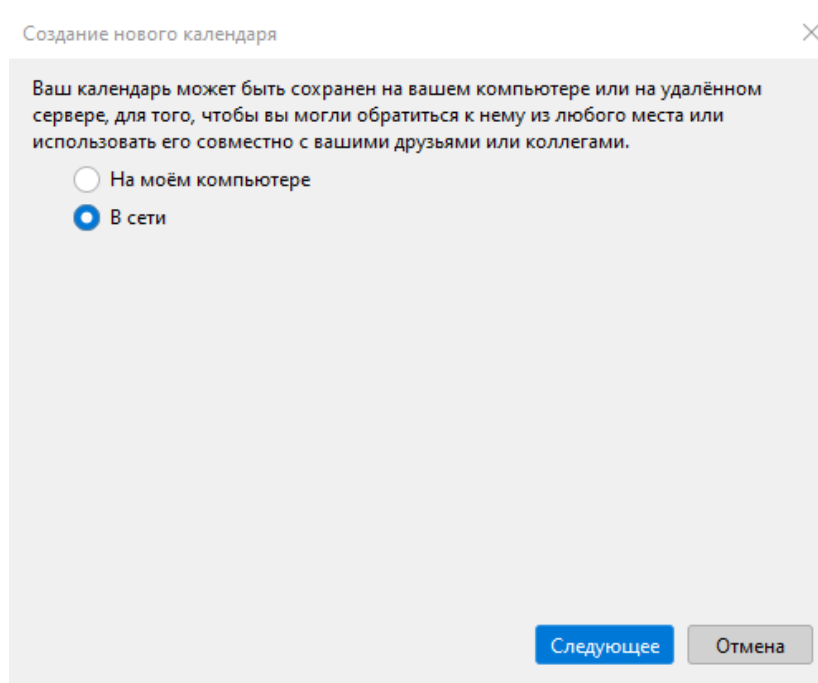 Создание нового календаря
Ваш календарь может быть сохранен на вашем компьютере или на удалённом
сервере, для того, чтобы вы могли обратиться к нему из любого места или
использовать его совместно с вашими друзьями или коллегами.
На моём компьютере
В сети
Следующее
Отмена